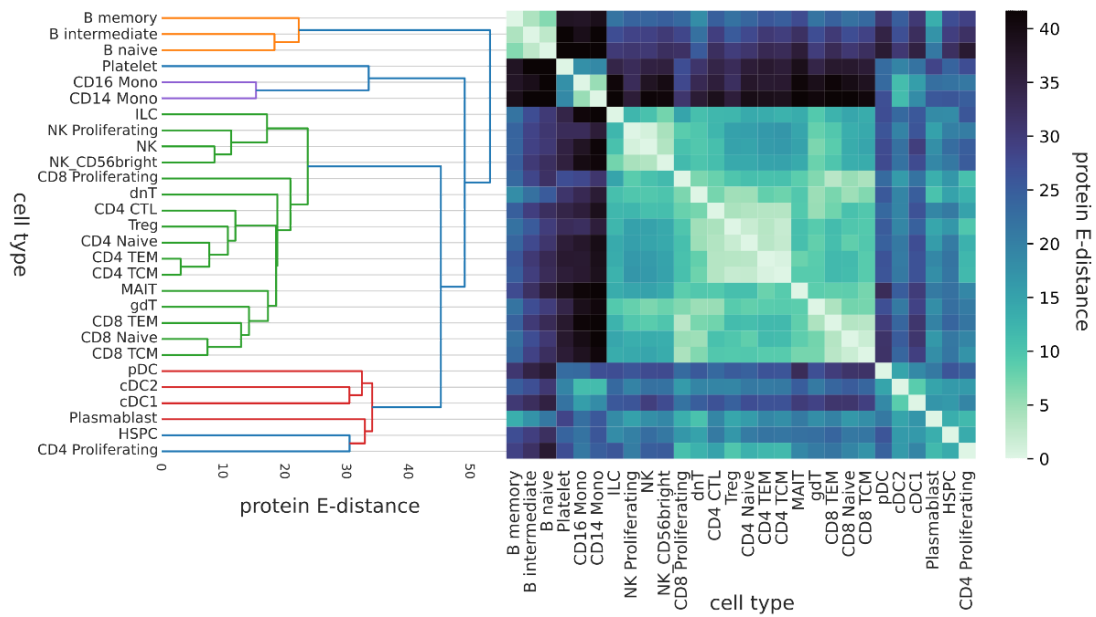 B memory
B intermediate
B naive
Platelet
CD16 Mono
CD14 Mono
ILC
NK Proliferating
NK
NK_CD56bright
CD8 Proliferating
dnT
CD4 CTL
Treg
CD4 Naive
CD4 TEM
CD4 TCM
MAIT
gdT
CD8 TEM
CD8 Naive
CD8 TCM
pDC
cDC2
cDC1
Plasmablast
HSPC
CD4 Proliferating
cell type
0 10 20 30 40 50
protein E-distance
B memory
B intermediate
B naive
Platelet
CD16 Mono
CD14 Mono
ILC
NK Proliferating
NK
NK_CD56bright
CD8 Proliferating
dnT
CD4 CTL
Treg
CD4 Naive
CD4 TEM
CD4 TCM
MAIT
gdT
CD8 TEM
CD8 Naive
CD8 TCM
pDC
cDC2
cDC1
Plasmablast
HSPC
CD4 Proliferating
cell type
40
35
30
25
20
15
10
5
0
protein E-distance